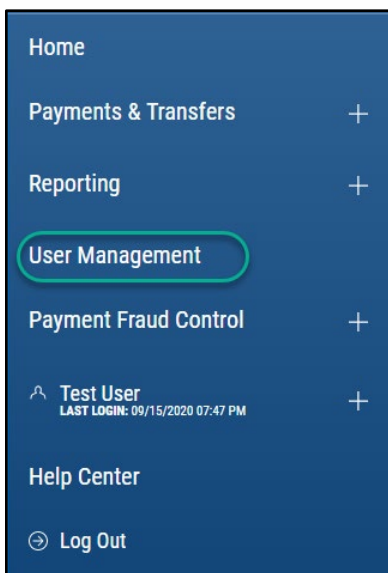 Home
Payments & Transfers
Reporting
User Management
Payment Fraud Control
Test User
LAST LOGIN: 09/15/2020 07:47 PM
Help Center
Log Out